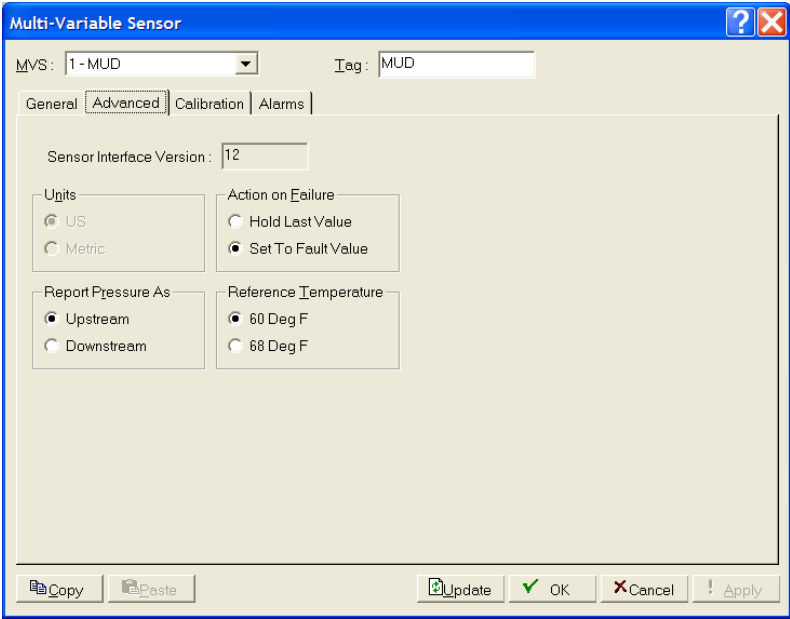 Multi-Variable Sensor
MVS : 1 - MUD Tag : MUD
General Advanced Calibration Alarms
Sensor Interface Version : 12
Units Action on Failure
US Hold Last Value
Metric Set To Fault Value
Report Pressure As Reference Temperature
Upstream 60 Deg F
Downstream 68 Deg F
Copy Paste Update OK Cancel Apply